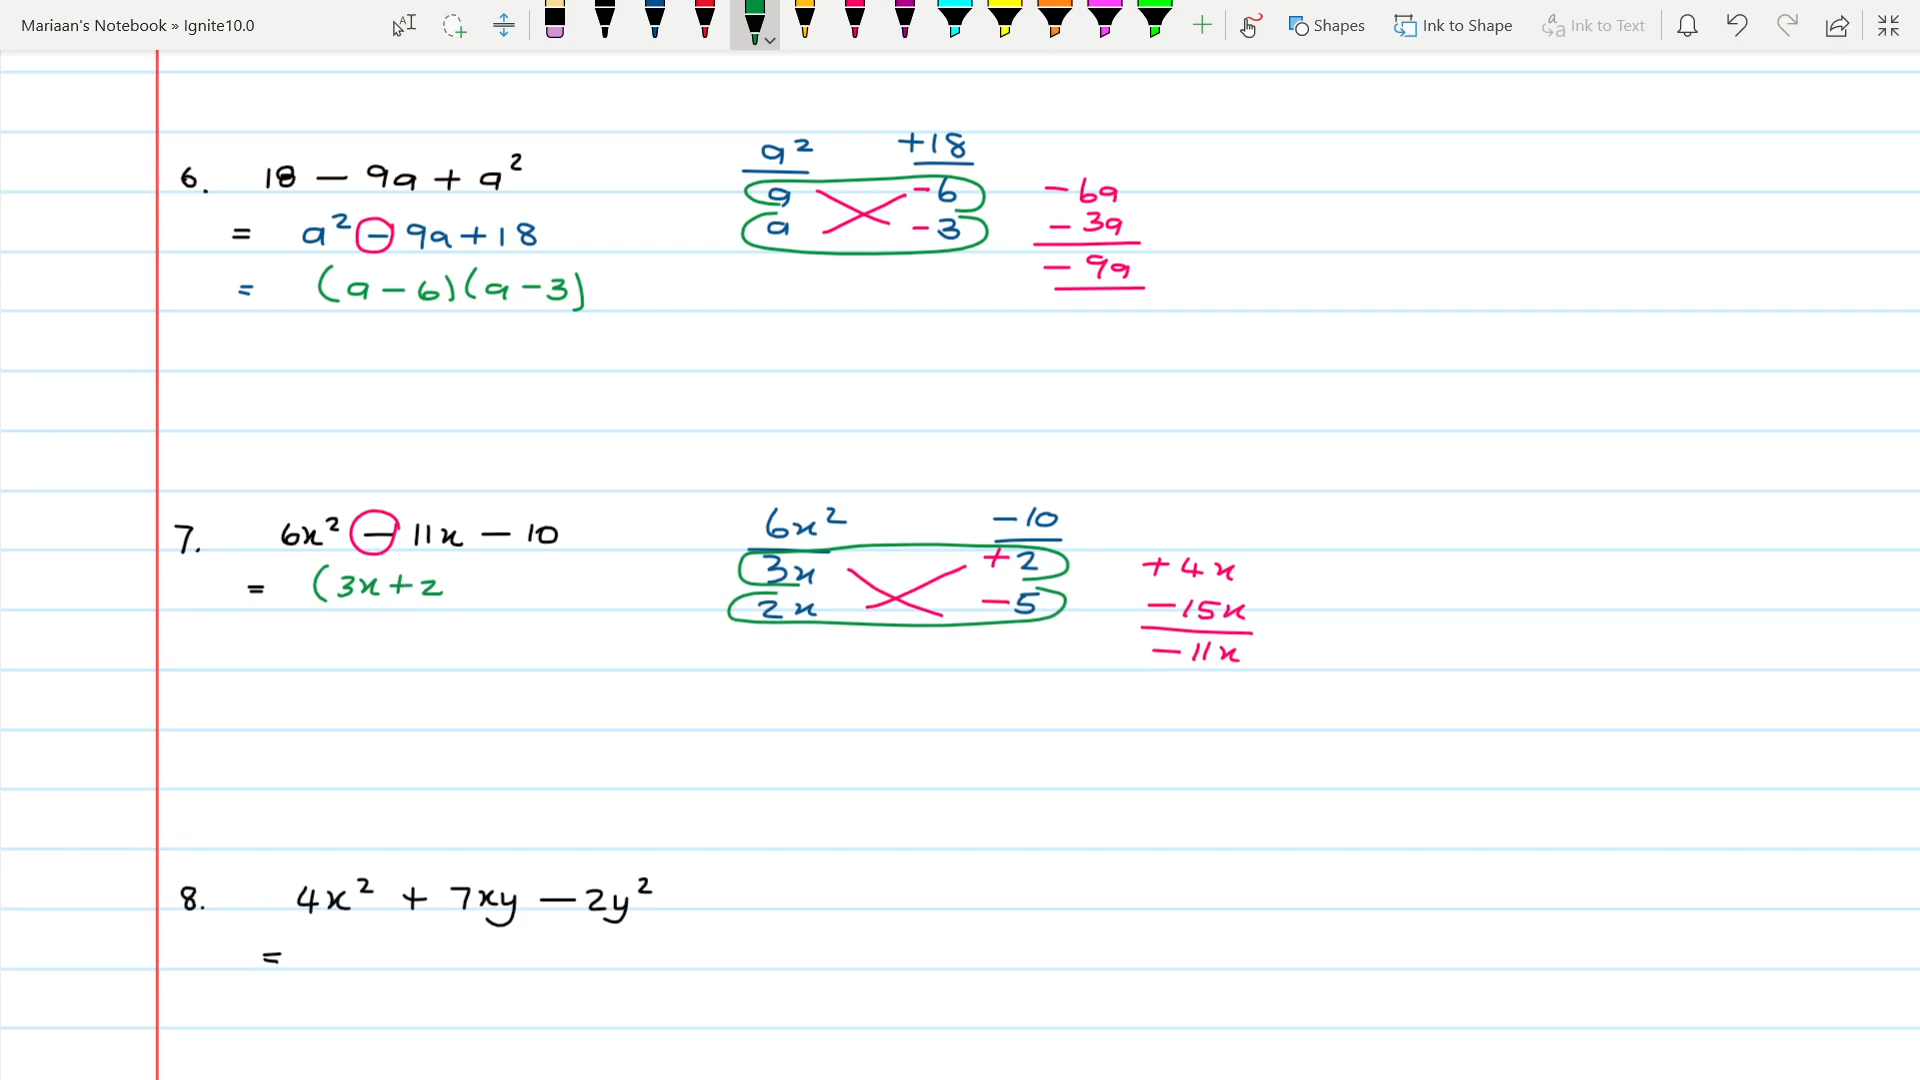 Mariaan's Notebook » Ignite10.0
Shapes
Ink to Shape
Ink to Text
6. 18 − 9a + a²
= a² − 9a + 18
= (a − 6)(a − 3)
a² +18
a −6
a −3
− 6a
− 3a
− 9a
7. 6x² − 11x − 10
= (3x + 2
6x² −10
3x +2
2x −5
+ 4x
− 15x
− 11x
8. 4x² + 7xy − 2y²
=